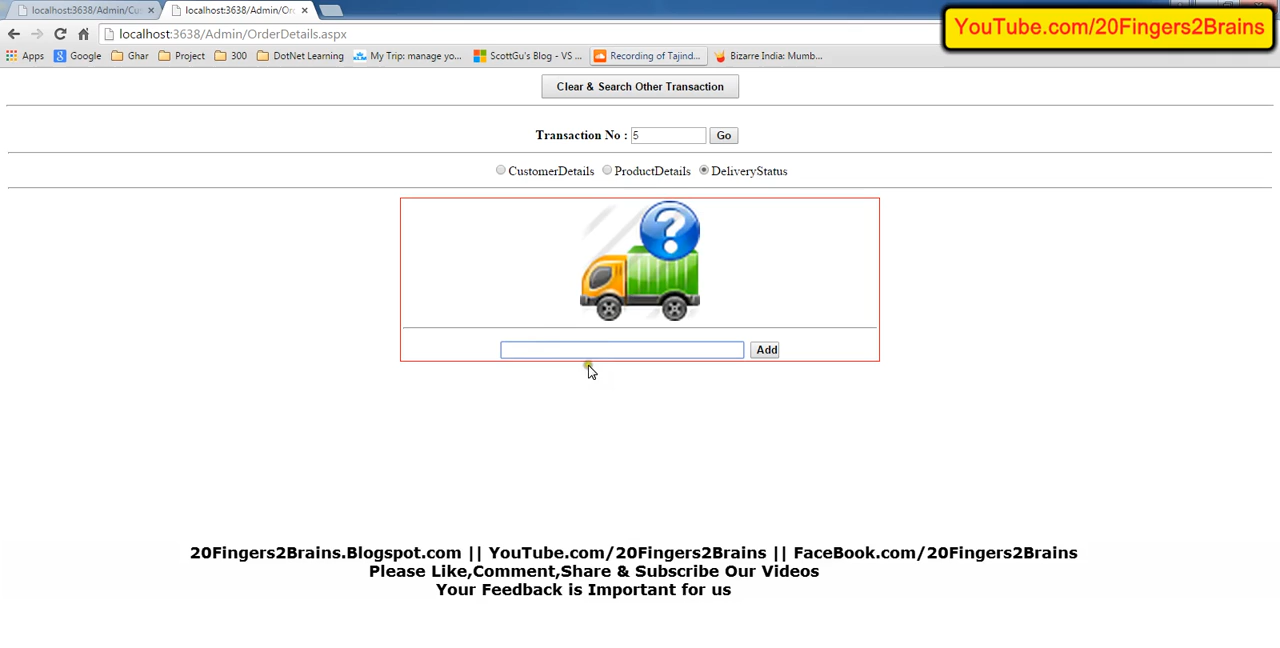 localhost:3638/Admin/Cu
localhost:3638/Admin/Or
YouTube.com/20Fingers2Brains
localhost:3638/Admin/OrderDetails.aspx
Apps Google Ghar Project 300 DotNet Learning My Trip: manage yo... ScottGu's Blog - VS ... Recording of Tajind... Bizarre India: Mumb...
Clear & Search Other Transaction
Transaction No : 5 Go
CustomerDetails ProductDetails DeliveryStatus
?
Add
20Fingers2Brains.Blogspot.com || YouTube.com/20Fingers2Brains || FaceBook.com/20Fingers2Brains
Please Like,Comment,Share & Subscribe Our Videos
Your Feedback is Important for us